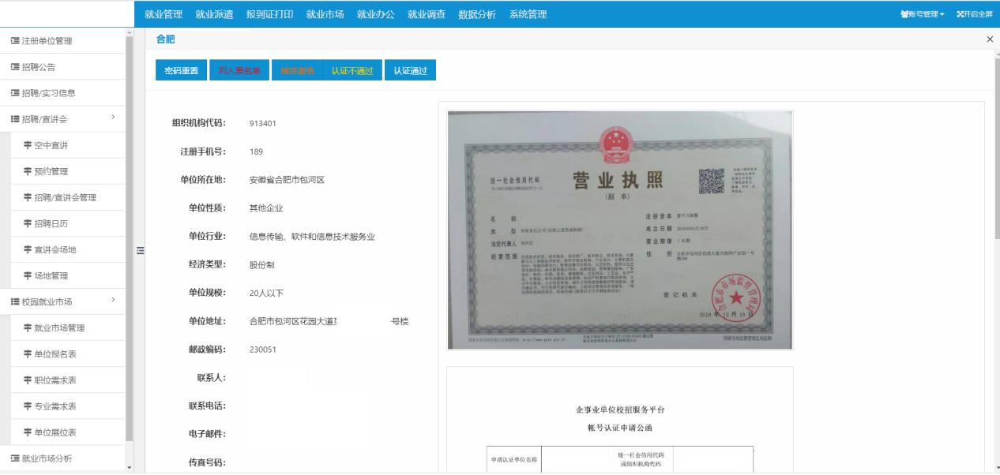 就业管理 就业派遣 报到证打印 就业市场 就业办公 就业调查 数据分析 系统管理 账号管理 开启全屏
注册单位管理
招聘公告
招聘/实习信息
招聘/宣讲会
空中宣讲
预约管理
招聘/宣讲会管理
招聘日历
宣讲会场地
场地管理
校园就业市场
就业市场管理
单位报名表
职位需求表
专业需求表
单位展位表
就业市场分析
合肥
密码重置 列入黑名单 婉言谢绝 认证不通过 认证通过
组织机构代码: 913401
注册手机号: 189
单位所在地: 安徽省合肥市包河区
单位性质: 其他企业
单位行业: 信息传输、软件和信息技术服务业
经济类型: 股份制
单位规模: 20人以下
单位地址: 合肥市包河区花园大道 号楼
邮政编码: 230051
联系人:
联系电话:
电子邮件:
传真号码:
统一社会信用代码
营业执照
(副 本)
名 称
类 型
法定代表人
经营范围
注册资本
成立日期
营业期限
住 所
登记机关
合肥市市场监督管理局
2019 年 12 月 19 日
企事业单位校招服务平台
帐号认证申请公函
申请认证单位名称
统一社会信用代码
或组织机构代码